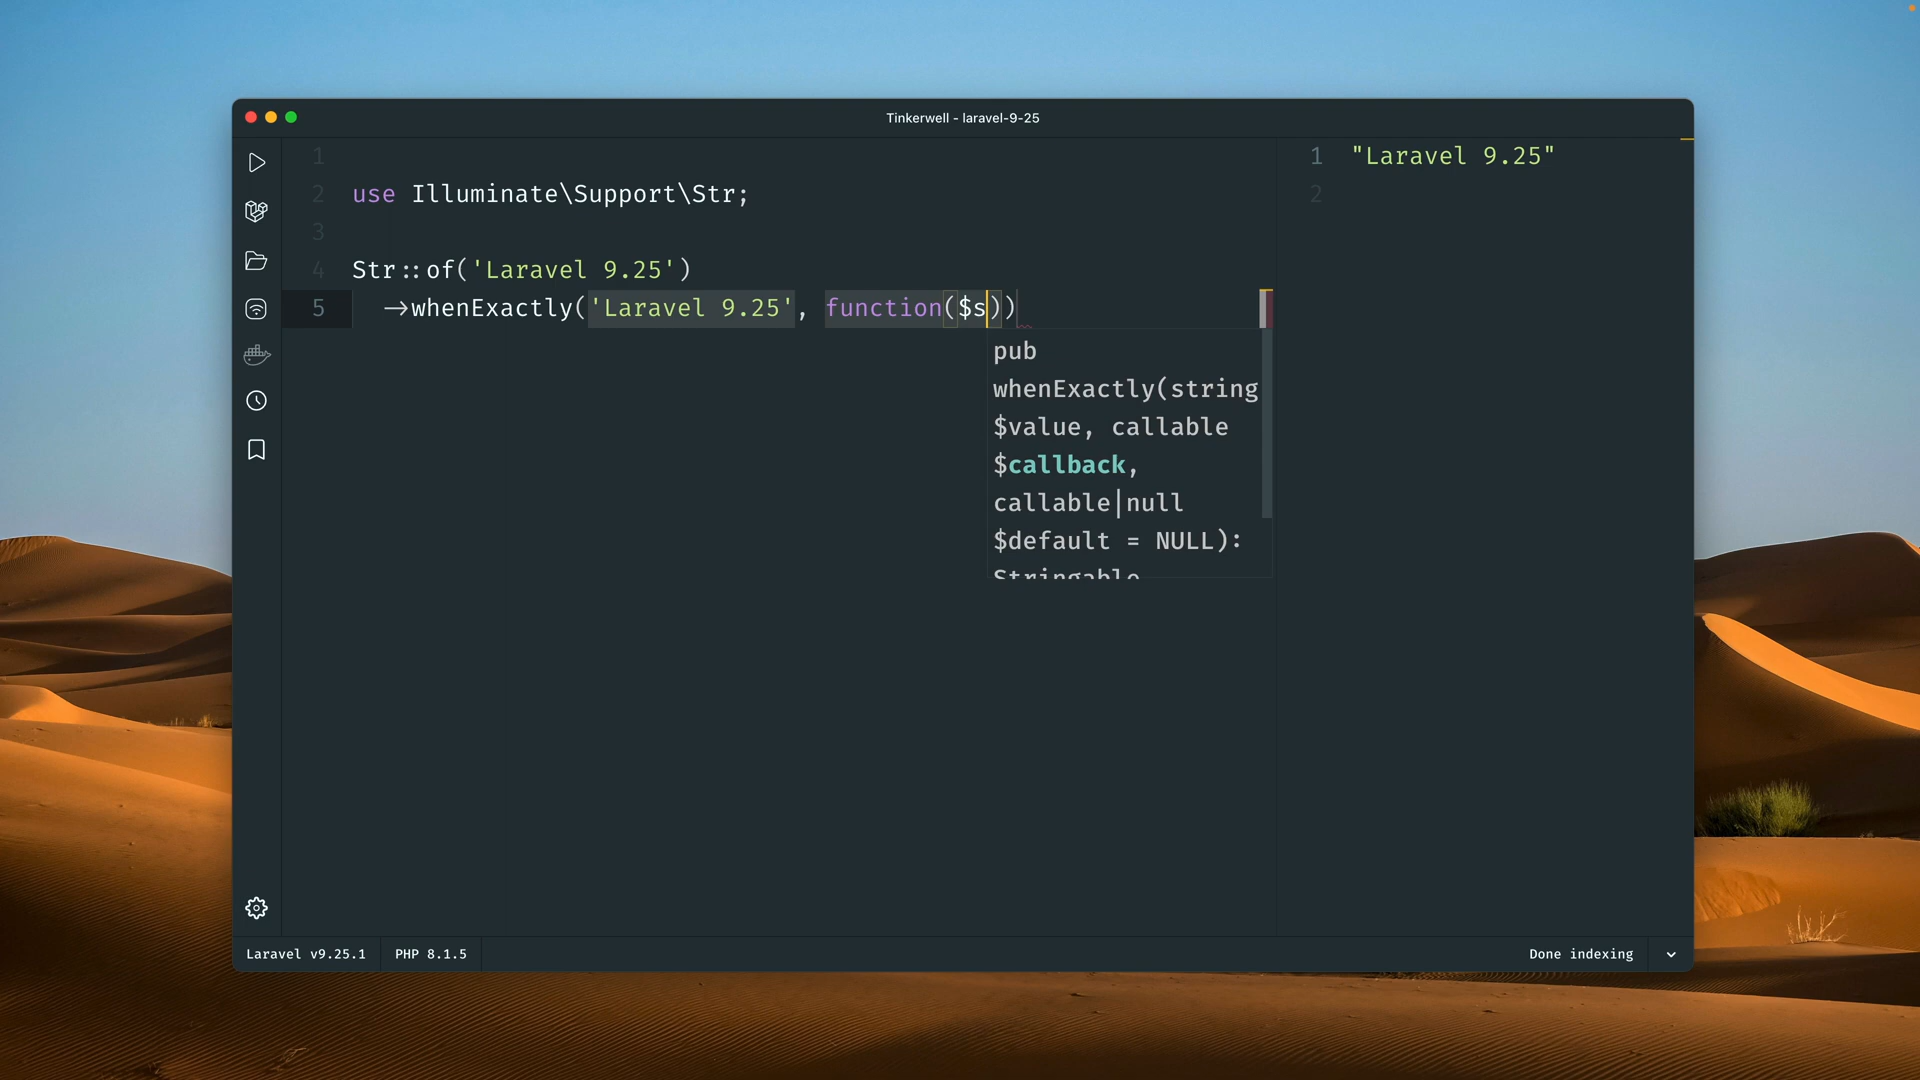 Tinkerwell - laravel-9-25
1
2 use Illuminate\Support\Str;
3
4 Str::of('Laravel 9.25')
5 ->whenExactly('Laravel 9.25', function($s))
pub
whenExactly(string
$value, callable
$callback,
callable|null
$default = NULL):
Stringable
1 "Laravel 9.25"
2
Laravel v9.25.1
PHP 8.1.5
Done indexing